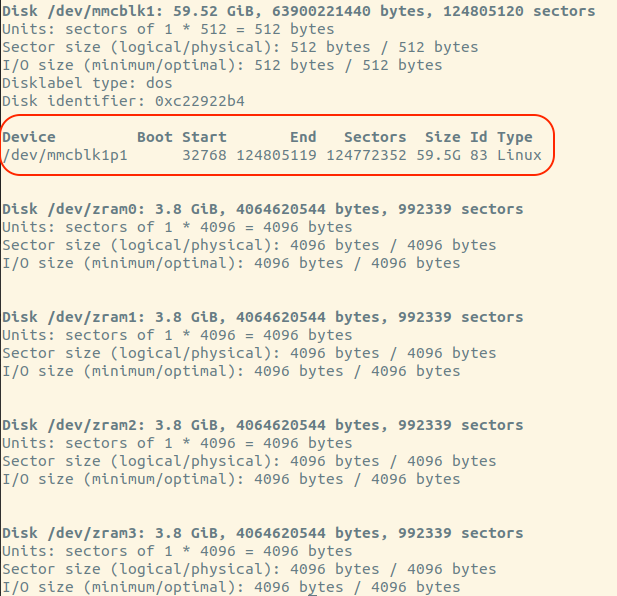 Disk /dev/mmcblk1: 59.52 GiB, 63900221440 bytes, 124805120 sectors
Units: sectors of 1 * 512 = 512 bytes
Sector size (logical/physical): 512 bytes / 512 bytes
I/O size (minimum/optimal): 512 bytes / 512 bytes
Disklabel type: dos
Disk identifier: 0xc22922b4
Device Boot Start End Sectors Size Id Type
/dev/mmcblk1p1 32768 124805119 124772352 59.5G 83 Linux
Disk /dev/zram0: 3.8 GiB, 4064620544 bytes, 992339 sectors
Units: sectors of 1 * 4096 = 4096 bytes
Sector size (logical/physical): 4096 bytes / 4096 bytes
I/O size (minimum/optimal): 4096 bytes / 4096 bytes
Disk /dev/zram1: 3.8 GiB, 4064620544 bytes, 992339 sectors
Units: sectors of 1 * 4096 = 4096 bytes
Sector size (logical/physical): 4096 bytes / 4096 bytes
I/O size (minimum/optimal): 4096 bytes / 4096 bytes
Disk /dev/zram2: 3.8 GiB, 4064620544 bytes, 992339 sectors
Units: sectors of 1 * 4096 = 4096 bytes
Sector size (logical/physical): 4096 bytes / 4096 bytes
I/O size (minimum/optimal): 4096 bytes / 4096 bytes
Disk /dev/zram3: 3.8 GiB, 4064620544 bytes, 992339 sectors
Units: sectors of 1 * 4096 = 4096 bytes
Sector size (logical/physical): 4096 bytes / 4096 bytes
I/O size (minimum/optimal): 4096 bytes / 4096 bytes